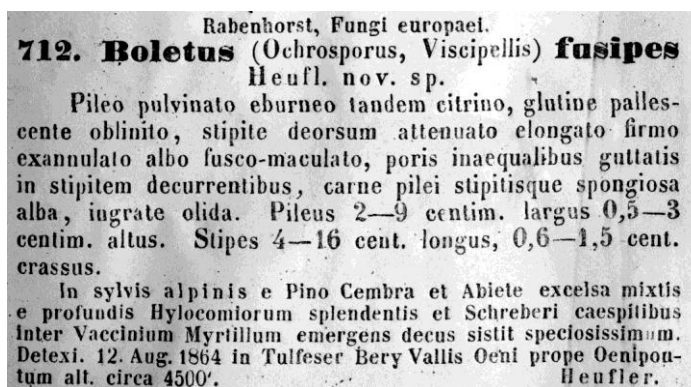 Rabenhorst, Fungi europaei.
712. Boletus (Ochrosporus, Viscipellis) fusipes
Heufl. nov. sp.
Pileo pulvinato eburneo tandem citrino, glutine palles-
cente oblinito, stipite deorsum attenuato elongato firmo
exannulato albo fusco-maculato, poris inaequalibus guttatis
in stipitem decurrentibus, carne pilei stipitisque spongiosa
alba, ingrate olida. Pileus 2—9 centim. largus 0,5—3
centim. altus. Stipes 4—16 cent. longus, 0,6—1,5 cent.
crassus.
In sylvis alpinis e Pino Cembra et Abiete excelsa mixtis
e profundis Hylocomiorum splendentis et Schreberi caespitibus
inter Vaccinium Myrtillum emergens decus sistit speciosissimum.
Detexi. 12. Aug. 1864 in Tulfeser Bery Vallis Oeni prope Oenipon-
tum alt. circa 4500'. Heufler.